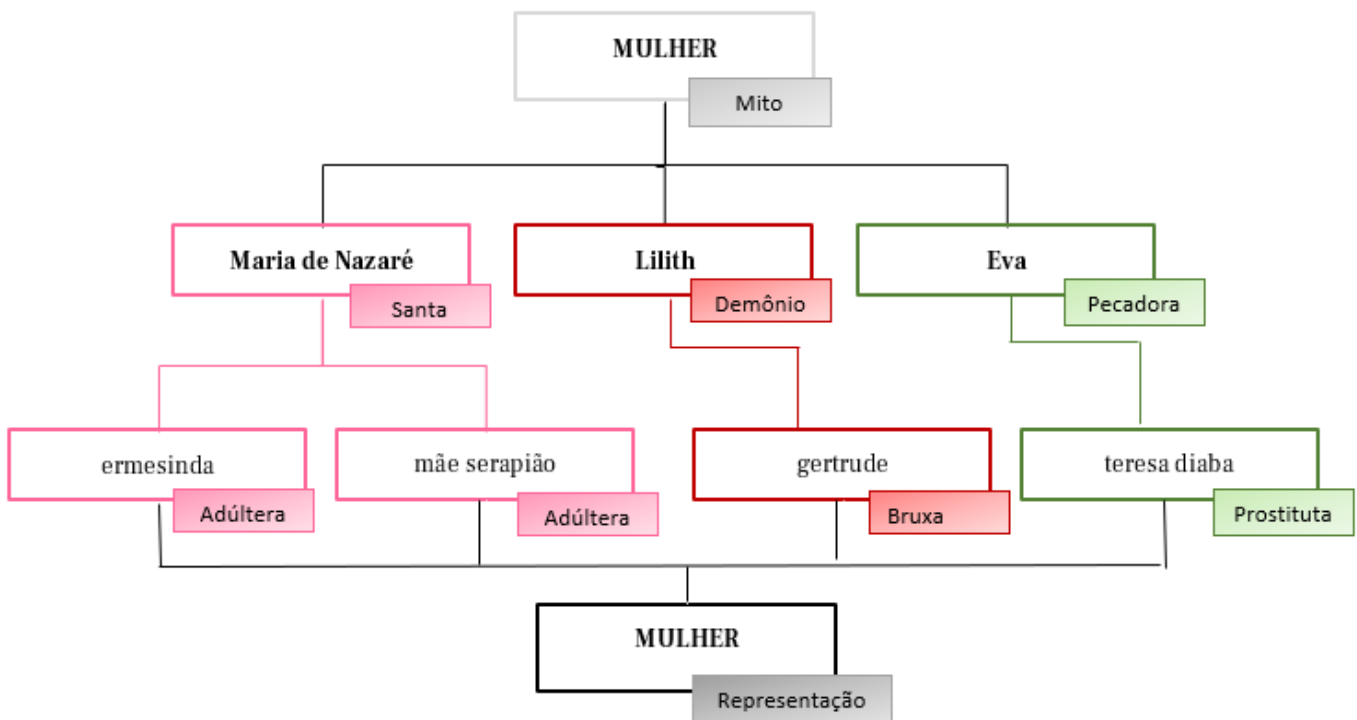 MULHER
Mito
Maria de Nazaré
Santa
Lilith
Demônio
Eva
Pecadora
ermesinda
Adúltera
mãe serapião
Adúltera
gertrude
Bruxa
teresa diaba
Prostituta
MULHER
Representação